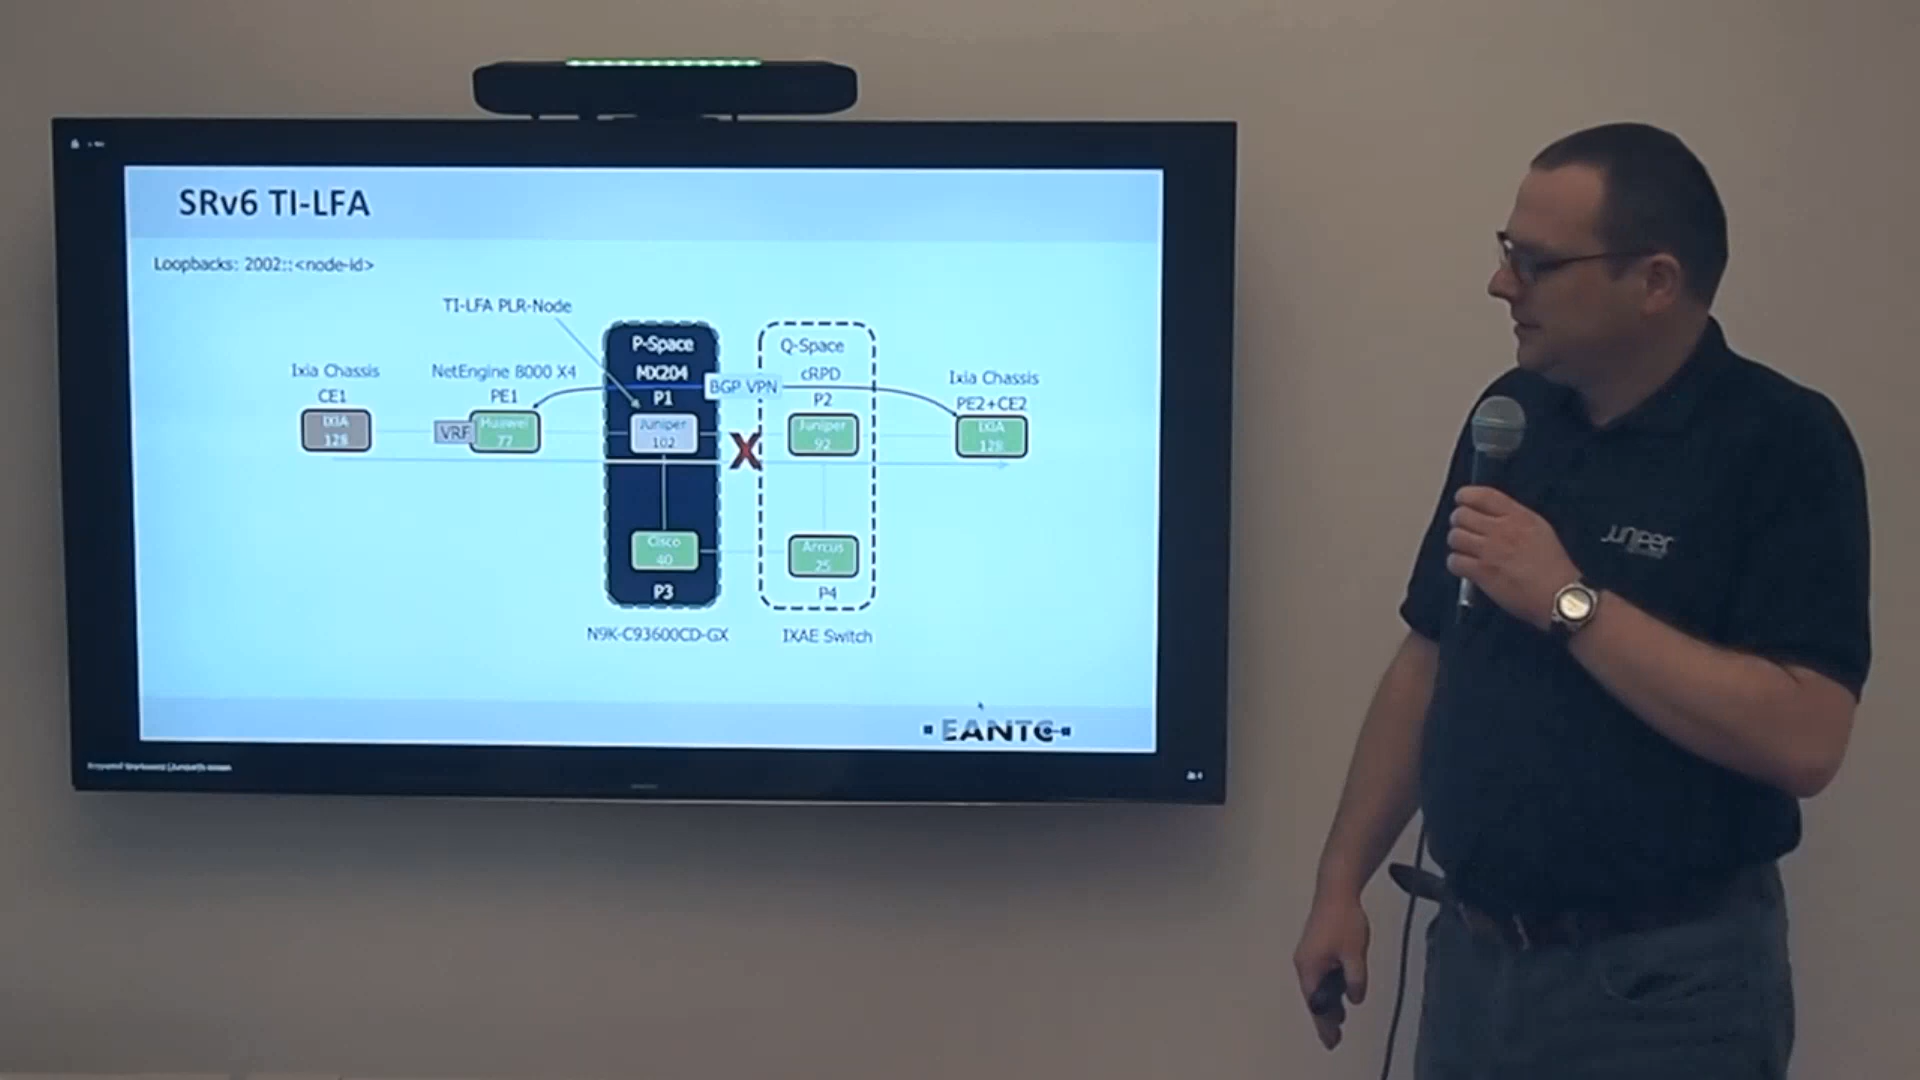 SRv6 TI-LFA
Loopbacks: 2002::<node-id>
TI-LFA PLR-Node
P-Space
Q-Space
Ixia Chassis
NetEngine 8000 X4
MX204
BGP VPN
cRPD
Ixia Chassis
CE1
PE1
P1
P2
PE2+CE2
IXIA
128
VRF
Huawei
77
Juniper
102
X
Juniper
92
IXIA
128
Cisco
40
Arrcus
25
P3
P4
N9K-C93600CD-GX
IXAE Switch
EANTC
JUNIPER